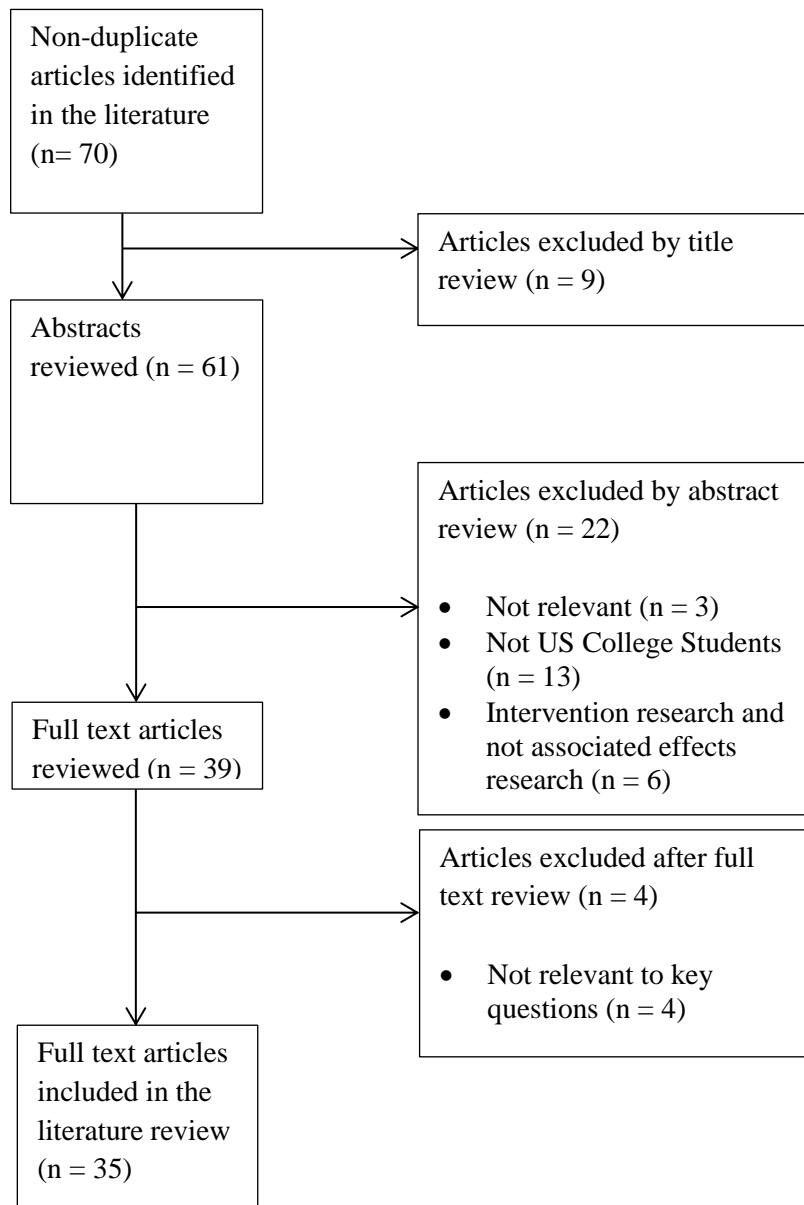 Non-duplicate
articles identified
in the literature
(n= 70)
Articles excluded by title
review (n = 9)
Abstracts
reviewed (n = 61)
Articles excluded by abstract
review (n = 22)
• Not relevant (n = 3)
• Not US College Students
(n = 13)
• Intervention research and
not associated effects
research (n = 6)
Full text articles
reviewed (n = 39)
Articles excluded after full
text review (n = 4)
• Not relevant to key
questions (n = 4)
Full text articles
included in the
literature review
(n = 35)